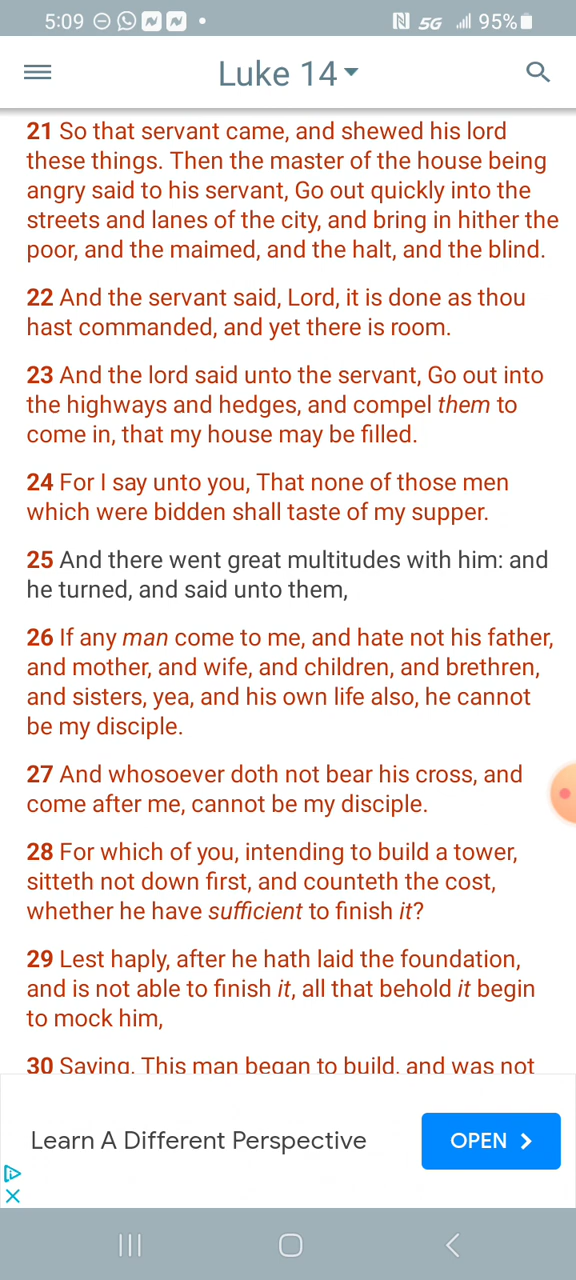 5:09
5G
95%
Luke 14
21 So that servant came, and shewed his lord
these things. Then the master of the house being
angry said to his servant, Go out quickly into the
streets and lanes of the city, and bring in hither the
poor, and the maimed, and the halt, and the blind.
22 And the servant said, Lord, it is done as thou
hast commanded, and yet there is room.
23 And the lord said unto the servant, Go out into
the highways and hedges, and compel them to
come in, that my house may be filled.
24 For I say unto you, That none of those men
which were bidden shall taste of my supper.
25 And there went great multitudes with him: and
he turned, and said unto them,
26 If any man come to me, and hate not his father,
and mother, and wife, and children, and brethren,
and sisters, yea, and his own life also, he cannot
be my disciple.
27 And whosoever doth not bear his cross, and
come after me, cannot be my disciple.
28 For which of you, intending to build a tower,
sitteth not down first, and counteth the cost,
whether he have sufficient to finish it?
29 Lest haply, after he hath laid the foundation,
and is not able to finish it, all that behold it begin
to mock him,
30 Saying, This man began to build, and was not
Learn A Different Perspective
OPEN